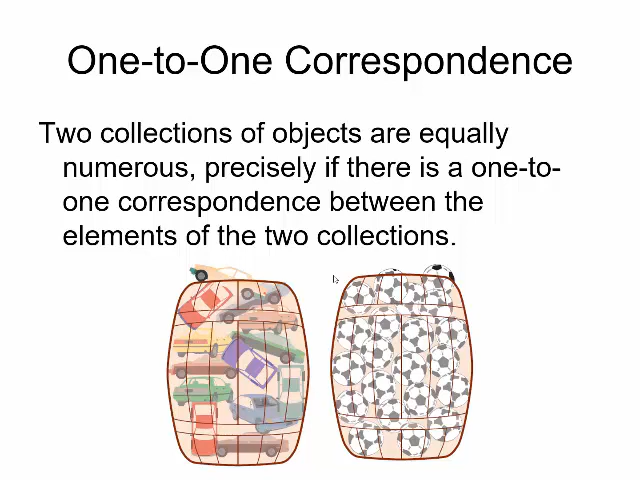 One-to-One Correspondence
Two collections of objects are equally
numerous, precisely if there is a one-to-
one correspondence between the
elements of the two collections.